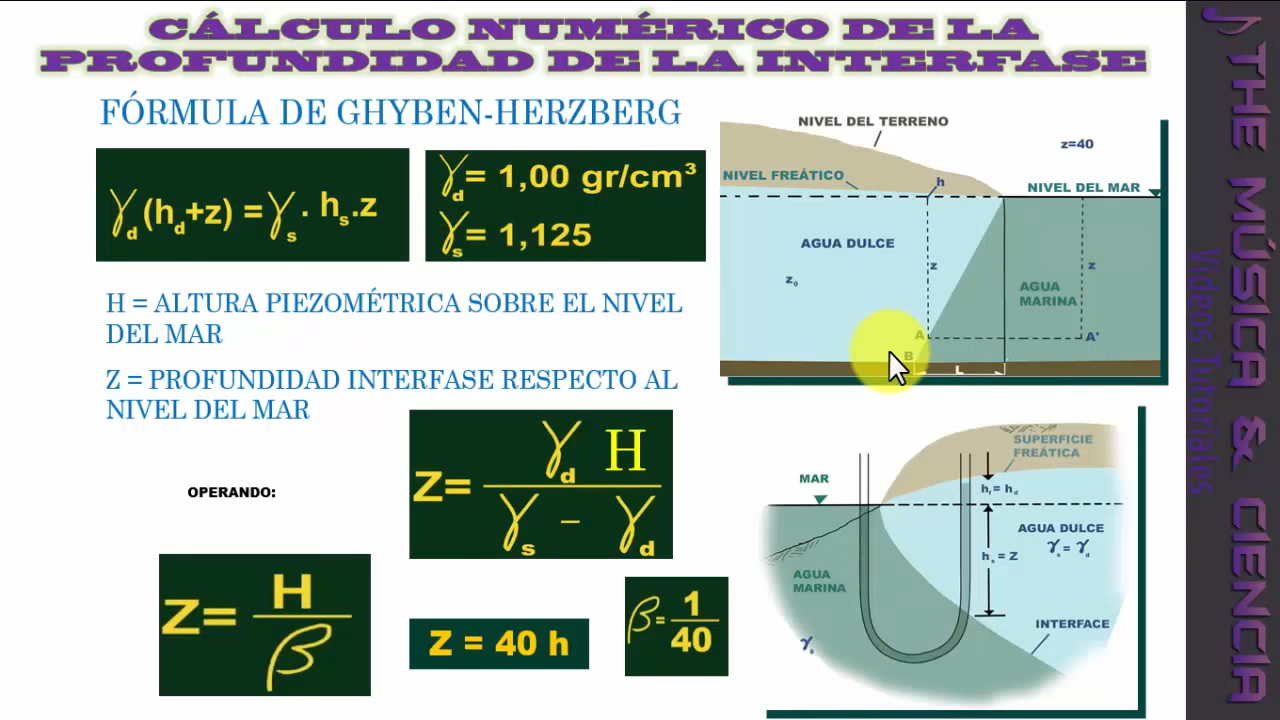 CÁLCULO NUMÉRICO DE LA
PROFUNDIDAD DE LA INTERFASE
FÓRMULA DE GHYBEN-HERZBERG
γd (hd+z) = γs . hs.z
γd = 1,00 gr/cm³
γs = 1,125
H = ALTURA PIEZOMÉTRICA SOBRE EL NIVEL
DEL MAR
Z = PROFUNDIDAD INTERFASE RESPECTO AL
NIVEL DEL MAR
OPERANDO:
Z= γd H / γs - γd
Z= H / β
Z = 40 h
β= 1 / 40
NIVEL DEL TERRENO
z=40
NIVEL FREÁTICO
h
NIVEL DEL MAR
AGUA DULCE
z
z
z₀
AGUA
MARINA
A
A'
B
L
SUPERFICIE
FREÁTICA
MAR
hf = hd
AGUA DULCE
γs = γd
hs = Z
AGUA
MARINA
INTERFACE
γs
THE MÚSICA & CIENCIA
Videos Tutoriales